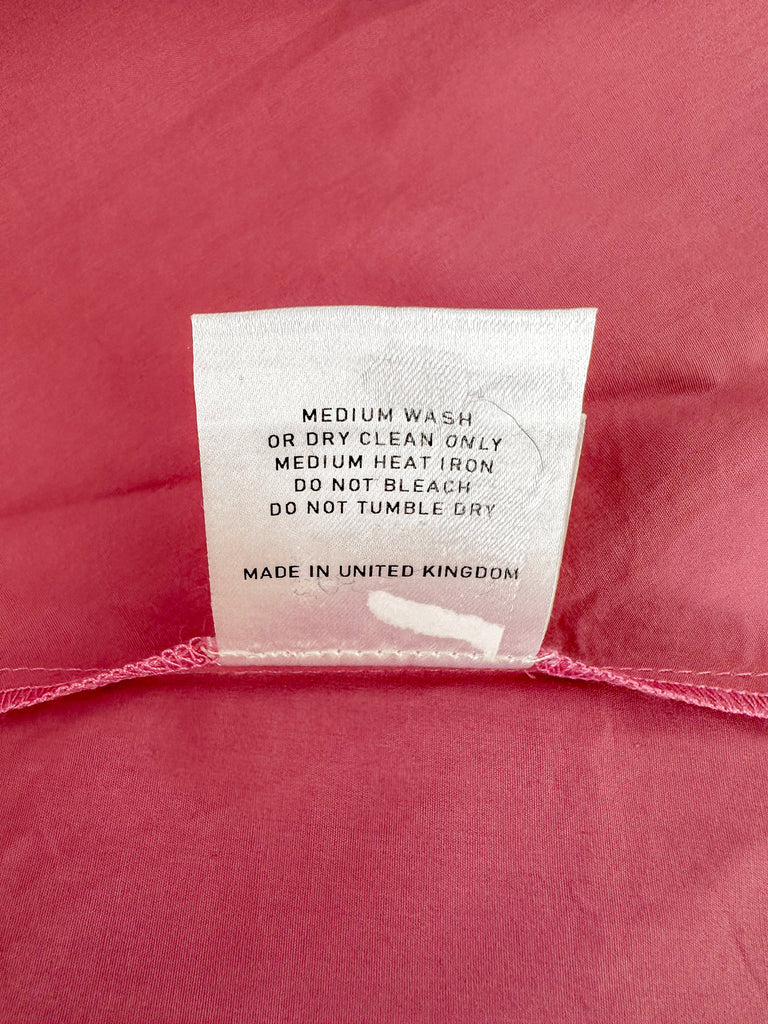 MEDIUM WASH
OR DRY CLEAN ONLY
MEDIUM HEAT IRON
DO NOT BLEACH
DO NOT TUMBLE DRY
MADE IN UNITED KINGDOM